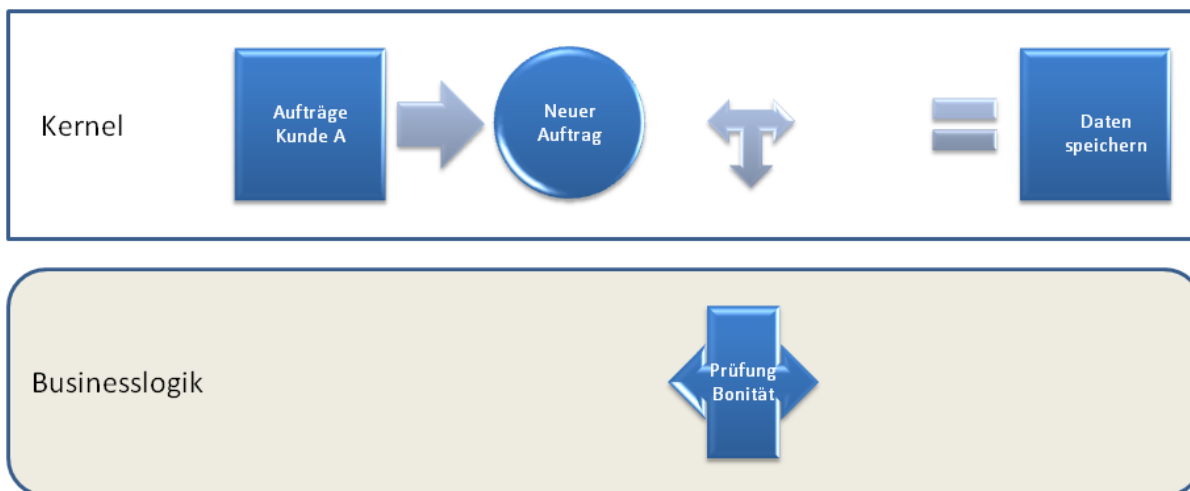 Kernel
Aufträge
Kunde A
Neuer
Auftrag
Daten
speichern
Businesslogik
Prüfung
Bonität